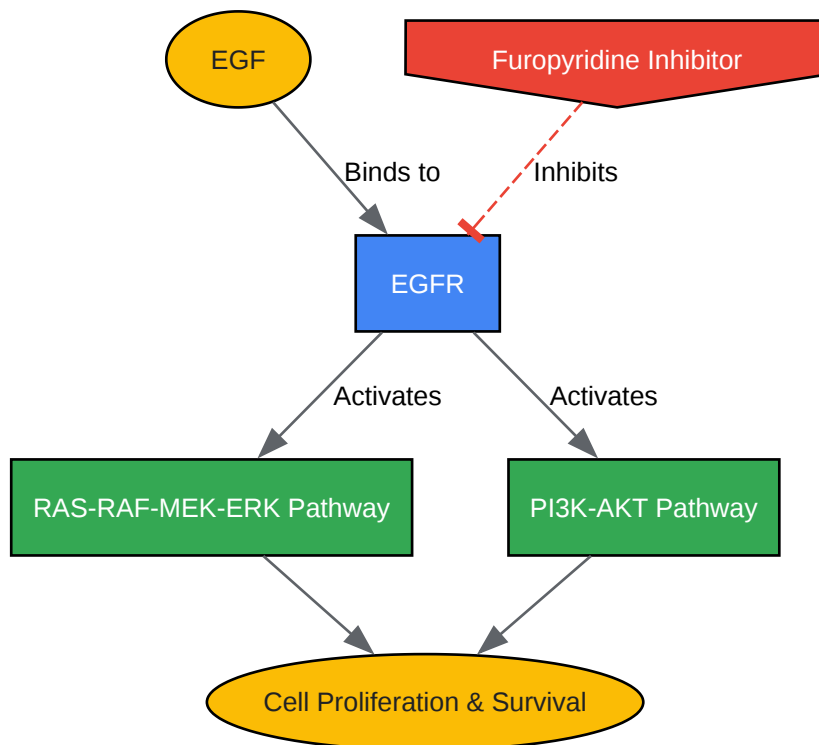 EGF
Furopyridine Inhibitor
Binds to
Inhibits
EGFR
Activates
Activates
RAS-RAF-MEK-ERK Pathway
PI3K-AKT Pathway
Cell Proliferation & Survival